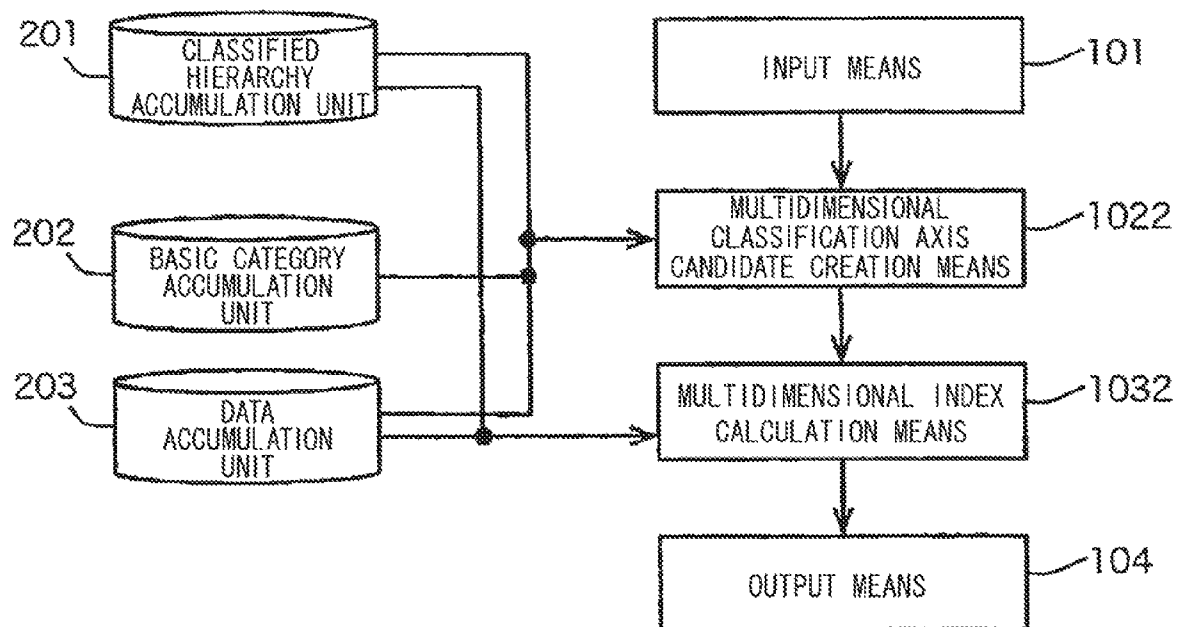 201
CLASSIFIED
HIERARCHY
ACCUMULATION UNIT
202
BASIC CATEGORY
ACCUMULATION
UNIT
203
DATA
ACCUMULATION
UNIT
INPUT MEANS
101
MULTIDIMENSIONAL
CLASSIFICATION AXIS
CANDIDATE CREATION MEANS
1022
MULTIDIMENSIONAL INDEX
CALCULATION MEANS
1032
OUTPUT MEANS
104